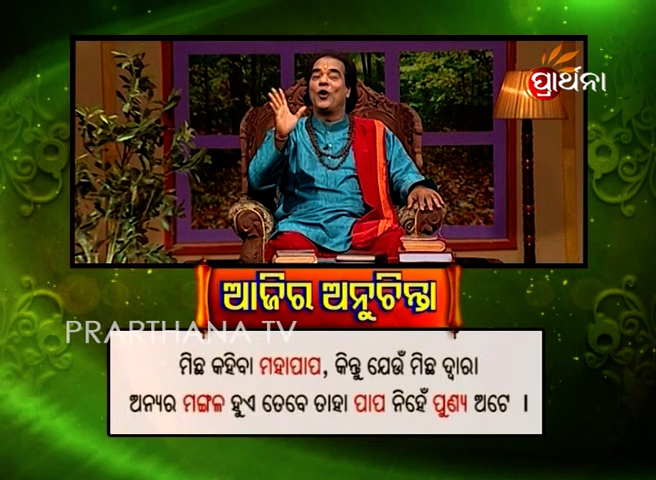 ପ୍ରାର୍ଥନା
ଆଜିର ଅନୁଚିନ୍ତା
PRARTHANA TV
ମିଛ କହିବା ମହାପାପ, କିନ୍ତୁ ଯେଉଁ ମିଛ ଦ୍ଵାରା
ଅନ୍ୟର ମଙ୍ଗଳ ହୁଏ ତେବେ ତାହା ପାପ ନିହେଁ ପୁଣ୍ୟ ଅଟେ ।